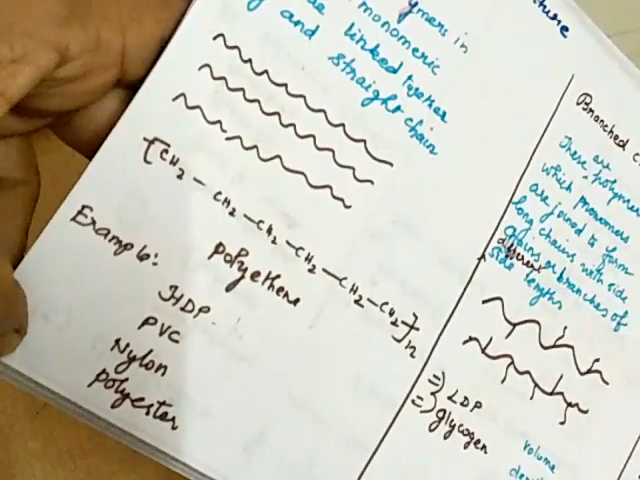 monomeric
linked together
and straight chain
[CH2 - CH2 - CH2 - CH2 - CH2 - CH2]n
polyethene
Example:
HDP
PVC
Nylon
polyester
Branched
These are polymers
which monomers
are joined to form
long chains with side
chains or branches of
different
side lengths
=) LDP
=) glycogen
volume